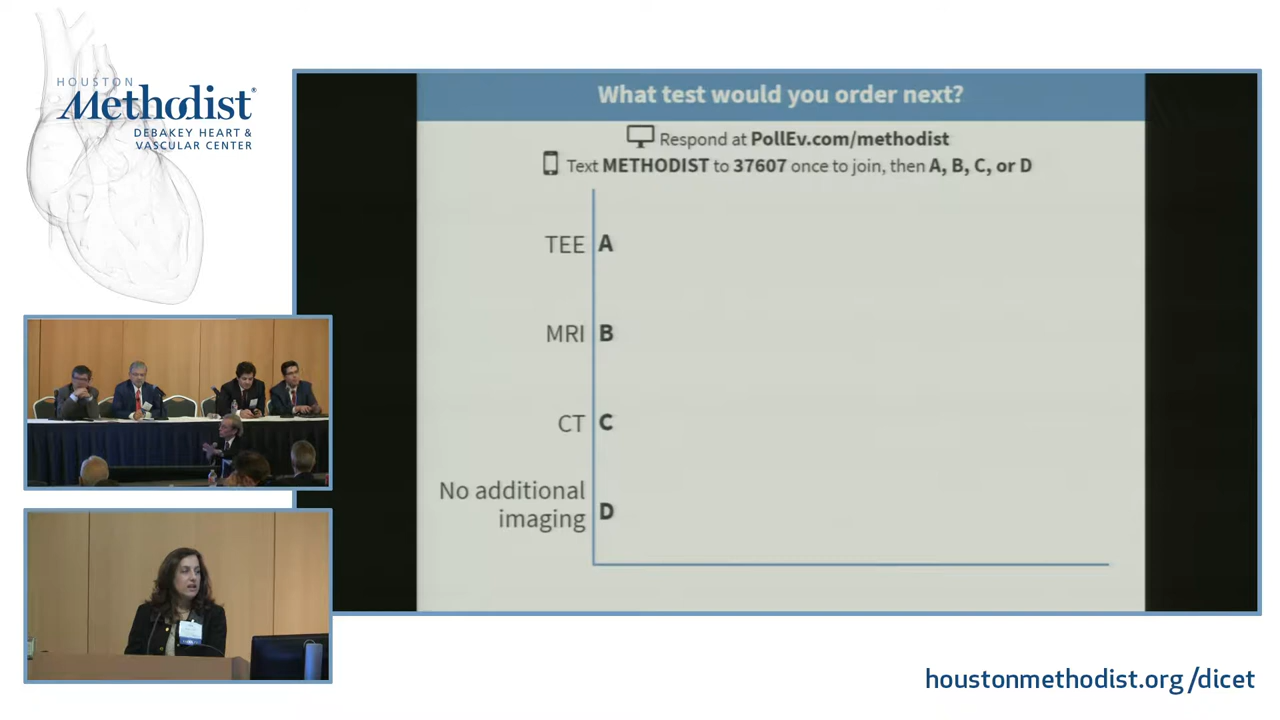 HOUSTON
Methodist®
DEBAKEY HEART &
VASCULAR CENTER
What test would you order next?
Respond at PollEv.com/methodist
Text METHODIST to 37607 once to join, then A, B, C, or D
TEE A
MRI B
CT C
No additional
imaging D
houstonmethodist.org/dicet